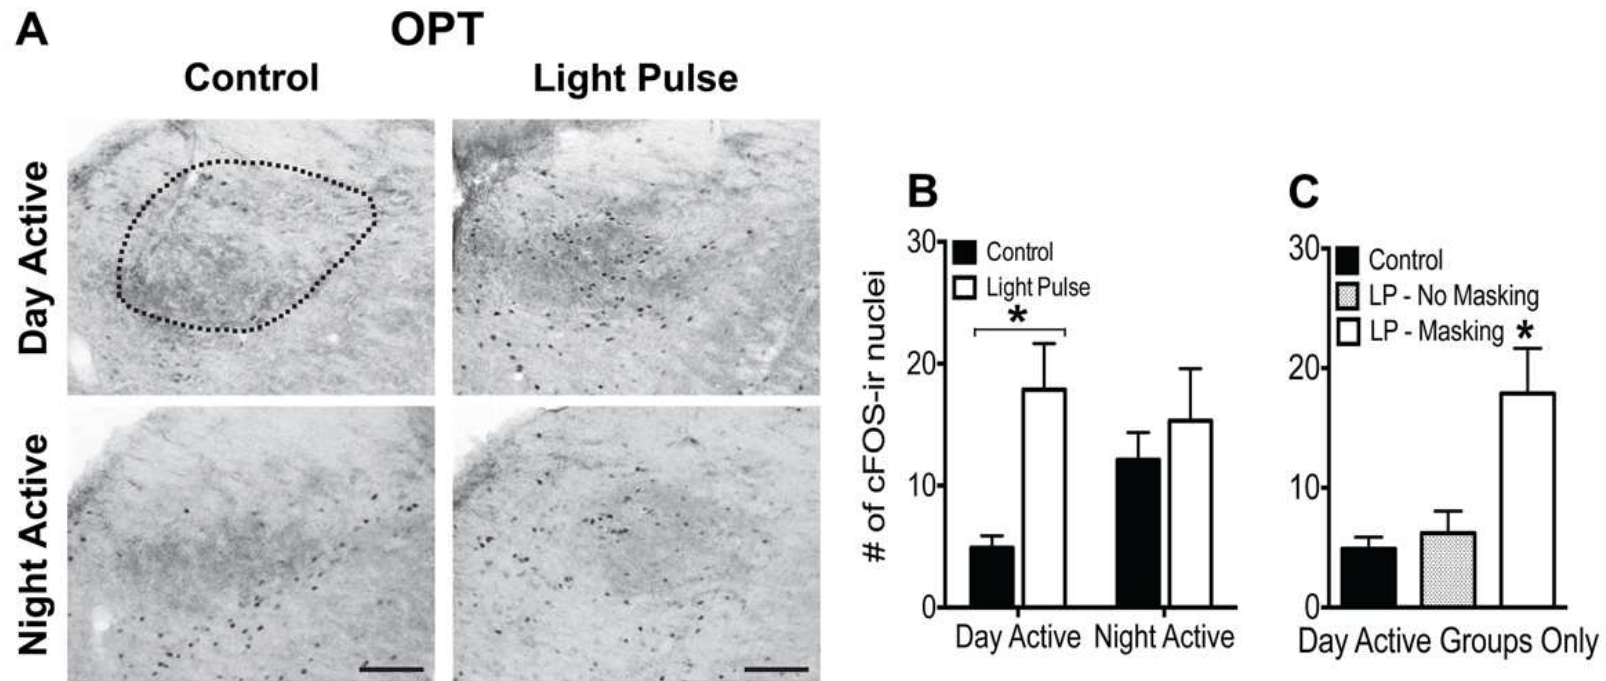 A
OPT
Control
Light Pulse
Day Active
Night Active
B
# of cFOS-ir nuclei
30
20
10
0
Control
Light Pulse
*
Day Active
Night Active
C
30
20
10
0
Control
LP - No Masking
LP - Masking
*
Day Active Groups Only